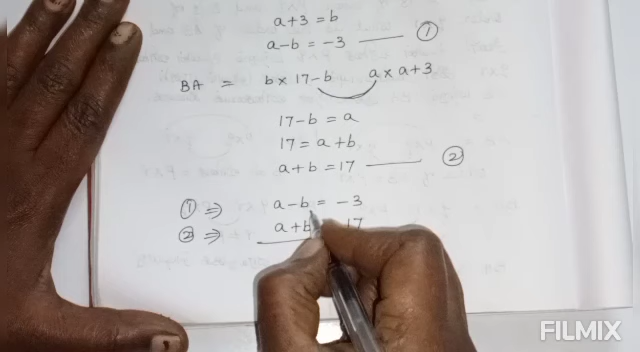 a+3 = b
a-b = -3 —— ①
BA = b × 17-b a × a+3
17-b = a
17 = a+b
a+b = 17 —— ②
① ⇒ a-b = -3
② ⇒ a+b 17
FILMIX